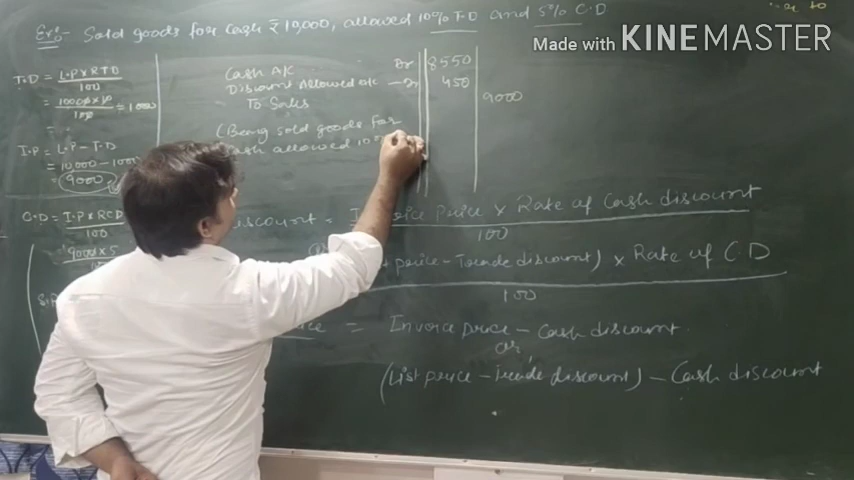 Ex:- Sold goods for cash ₹ 10,000, allowed 10% T.D and 5% C.D
Made with KINEMASTER
T.D = L.P X RTD
100
= 10000 X 10 = 1000
100
I.P = L.P - T.D
= 10,000 - 1000
= 9000
C.D = I.P X RCD
100
= 9000 X 5
Cash A/c Dr 8550
Discount Allowed a/c - Dr 450
To Sales 9000
(Being sold goods for
cash allowed 10
iscount = Invoice price X Rate of Cash discount
100
price - Trade discount) X Rate of C.D
100
= Invoice price - Cash discount
or,
(List price - Trade discount) - Cash discount